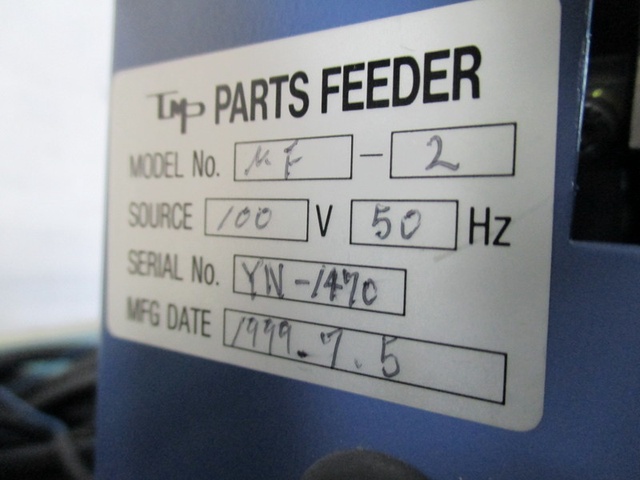 TMP PARTS FEEDER
MODEL No. MF - 2
SOURCE 100 V 50 Hz
SERIAL No. YN-1470
MFG DATE 1999.7.5